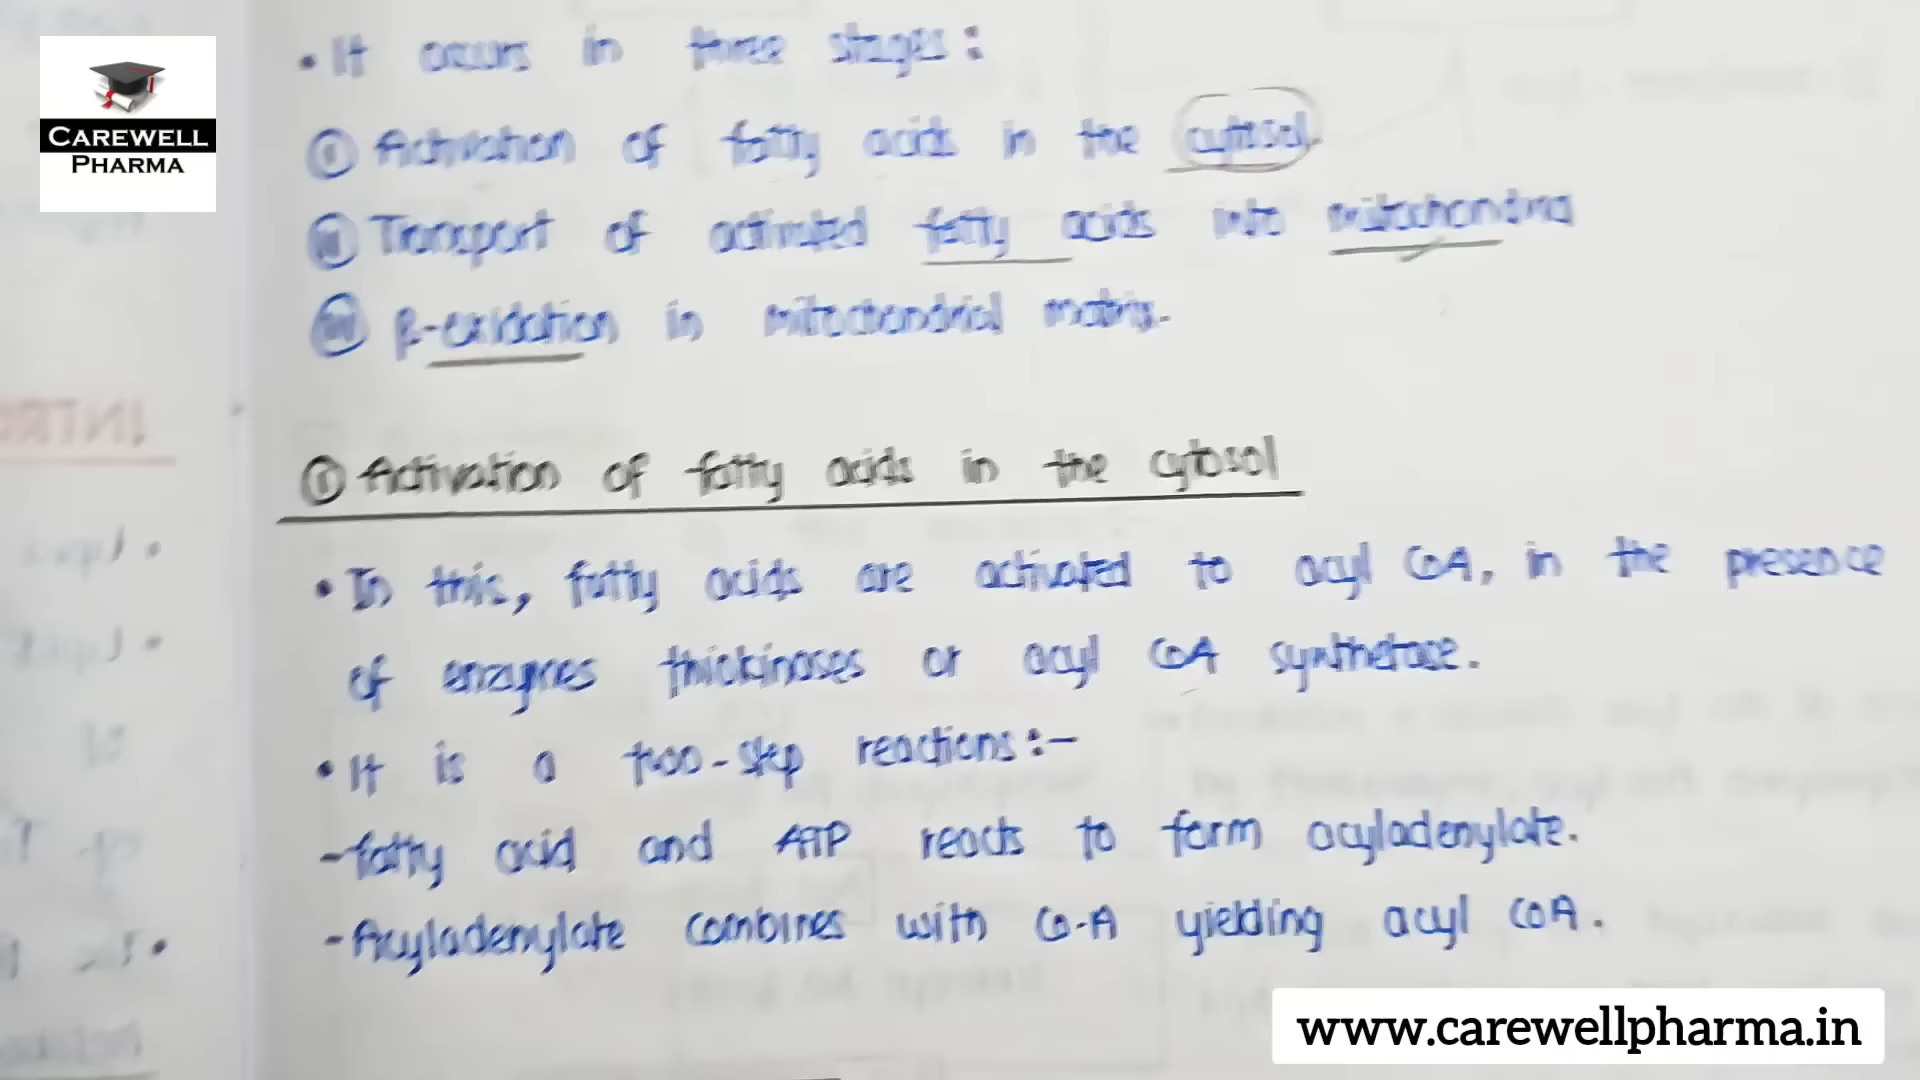 CAREWELL
PHARMA
• It occurs in three stages:
(i) Activation of fatty acids in the cytosol.
(ii) Transport of activated fatty acids into mitochondria
(iii) β-oxidation in mitochondrial matrix.
INTRO
(i) Activation of fatty acids in the cytosol
• In this, fatty acids are activated to acyl CoA, in the presence
of enzymes thiokinases or acyl CoA synthetase.
• It is a two-step reactions:-
- fatty acid and ATP reacts to form acyladenylate.
- Acyladenylate combines with Co-A yielding acyl CoA.
www.carewellpharma.in